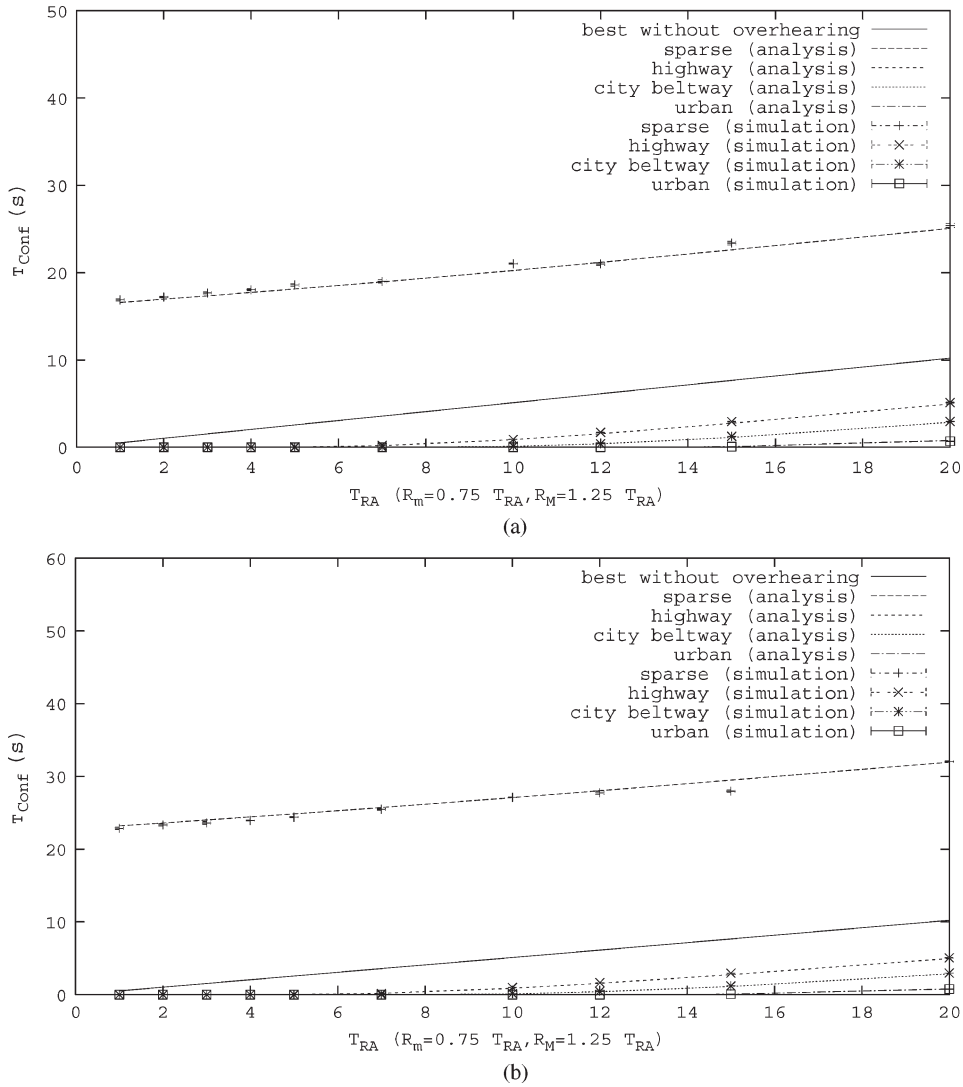 50
40
30
20
10
0
T_Conf (s)
best without overhearing
sparse (analysis)
highway (analysis)
city beltway (analysis)
urban (analysis)
sparse (simulation)
highway (simulation)
city beltway (simulation)
urban (simulation)
0 2 4 6 8 10 12 14 16 18 20
T_RA (R_m=0.75 T_RA,R_M=1.25 T_RA)
(a)
60
50
40
30
20
10
0
T_Conf (s)
best without overhearing
sparse (analysis)
highway (analysis)
city beltway (analysis)
urban (analysis)
sparse (simulation)
highway (simulation)
city beltway (simulation)
urban (simulation)
0 2 4 6 8 10 12 14 16 18 20
T_RA (R_m=0.75 T_RA,R_M=1.25 T_RA)
(b)